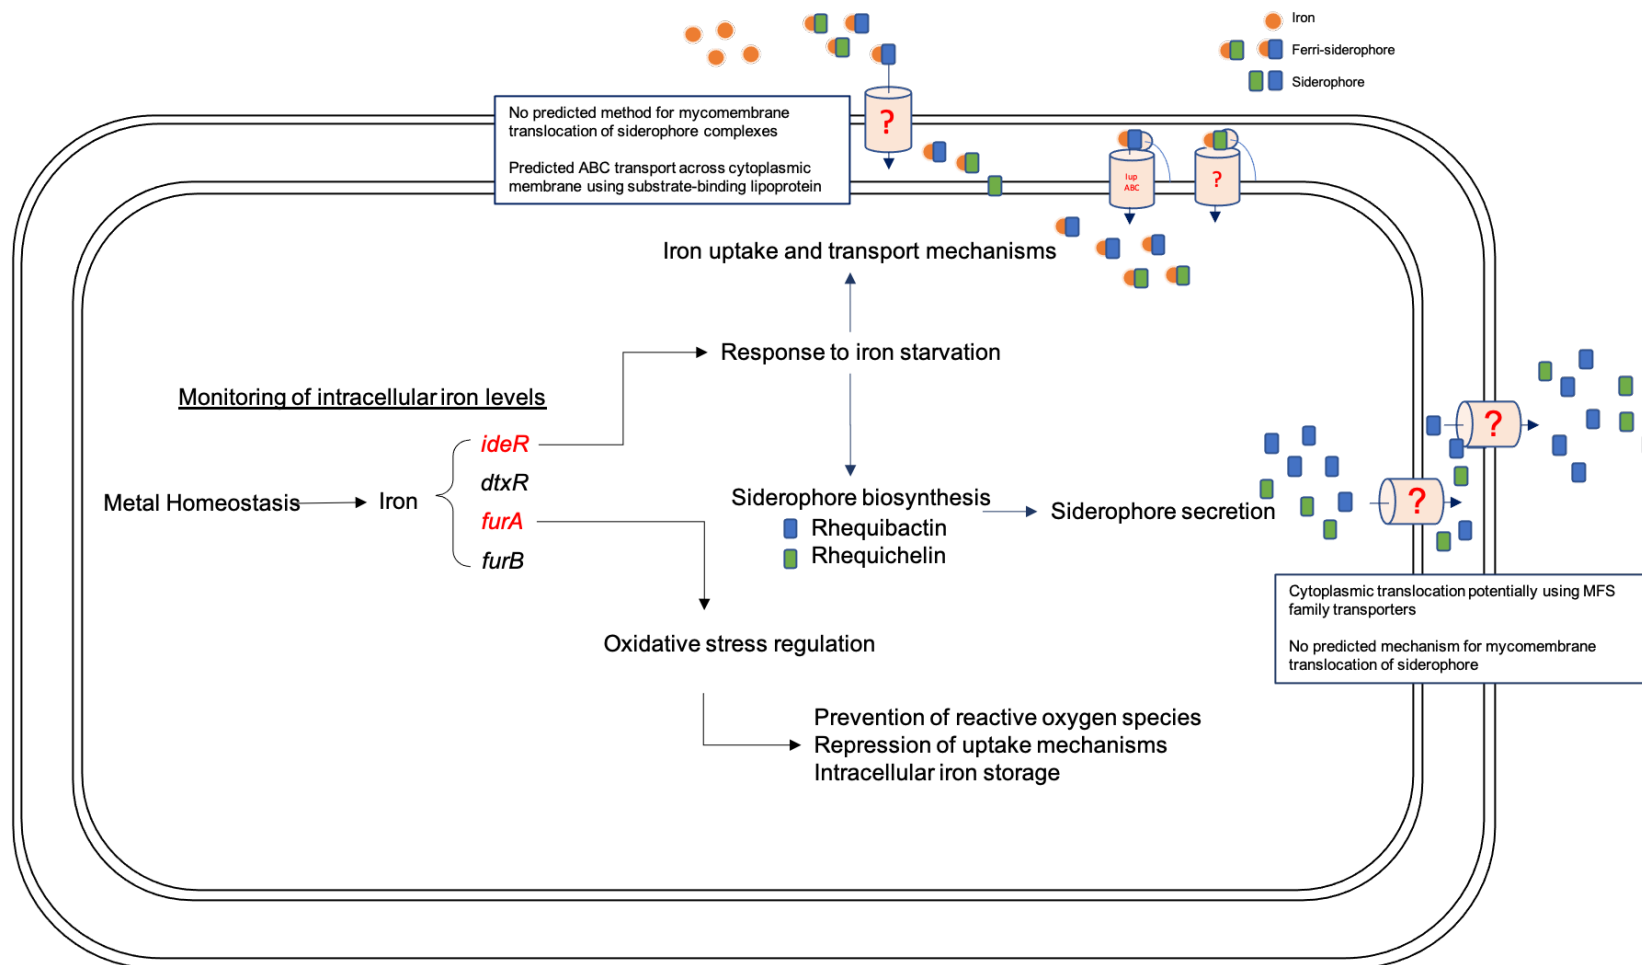 Iron
Ferri-siderophore
Siderophore
No predicted method for mycomembrane
translocation of siderophore complexes
Predicted ABC transport across cytoplasmic
membrane using substrate-binding lipoprotein
?
Iup
ABC
?
Iron uptake and transport mechanisms
Response to iron starvation
Monitoring of intracellular iron levels
ideR
dtxR
furA
furB
Metal Homeostasis
Iron
Siderophore biosynthesis
Rhequibactin
Rhequichelin
Siderophore secretion
?
?
Cytoplasmic translocation potentially using MFS
family transporters
No predicted mechanism for mycomembrane
translocation of siderophore
Oxidative stress regulation
Prevention of reactive oxygen species
Repression of uptake mechanisms
Intracellular iron storage